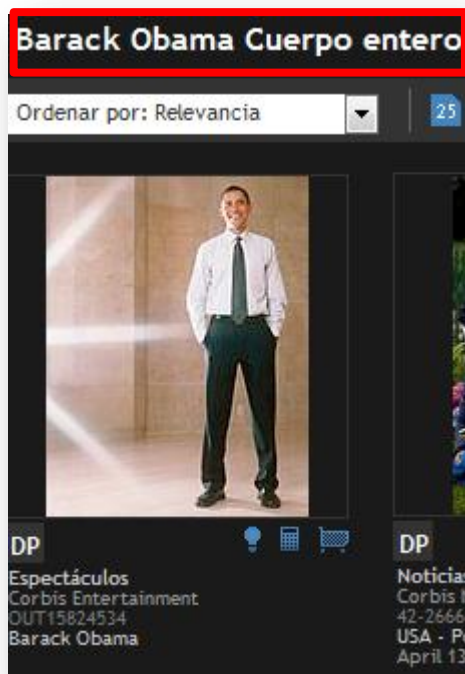 Barack Obama Cuerpo entero
Ordenar por: Relevancia
25
DP
Espectáculos
Corbis Entertainment
OUT15824534
Barack Obama
DP
Noticias
Corbis
42-2666
USA - P
April 13